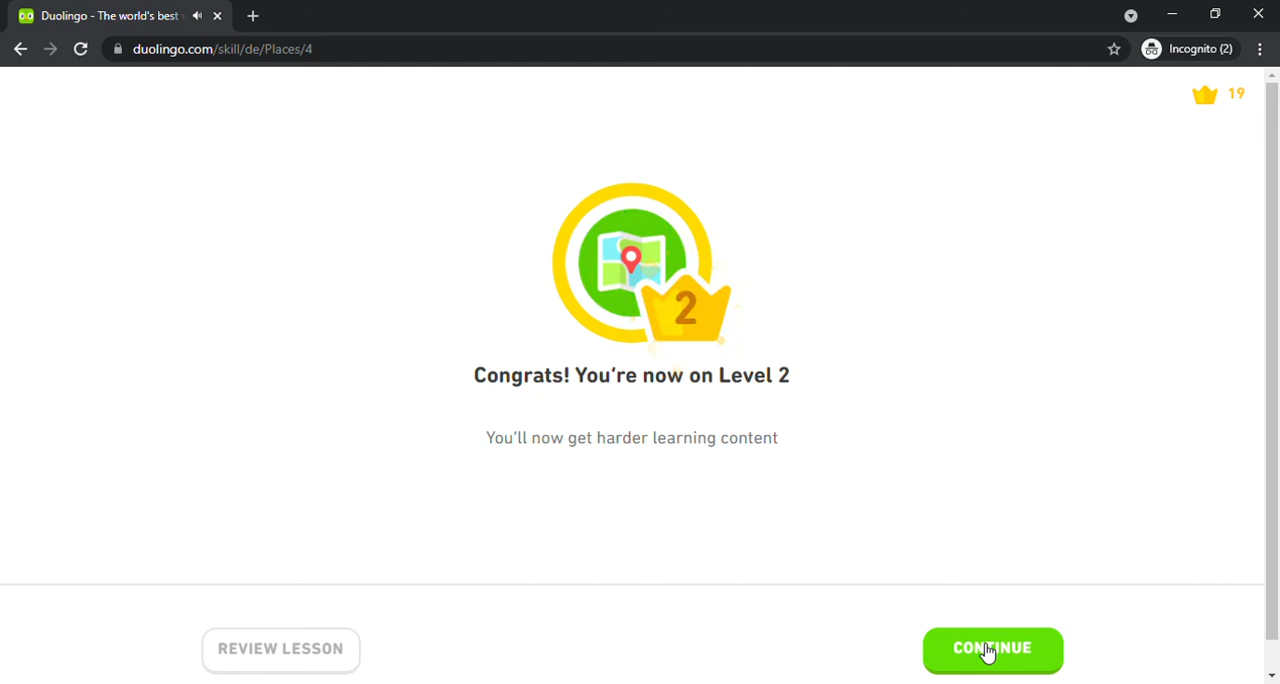 Duolingo - The world's best
duolingo.com/skill/de/Places/4
Incognito (2)
19
2
Congrats! You're now on Level 2
You'll now get harder learning content
REVIEW LESSON
CONTINUE